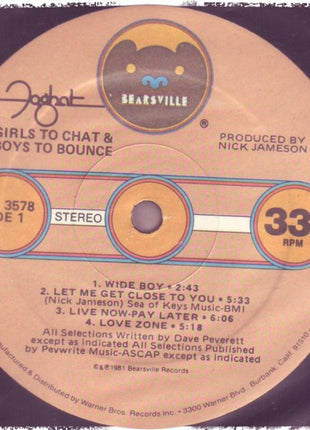 Foghat
BEARSVILLE
®
GIRLS TO CHAT &
BOYS TO BOUNCE
PRODUCED BY
NICK JAMESON
3578
DE 1
STEREO
33
RPM
1. WIDE BOY • 2:43
2. LET ME GET CLOSE TO YOU • 5:33
(Nick Jameson) Sea of Keys Music-BMI
3. LIVE NOW-PAY LATER • 6:06
4. LOVE ZONE • 5:18
All Selections Written by Dave Peverett
except as indicated All Selections Published
by Pevwrite Music-ASCAP except as indicated
©&℗1981 Bearsville Records
Manufactured & Distributed by Warner Bros. Records Inc. • 3300 Warner Blvd., Burbank, Calif. 91510